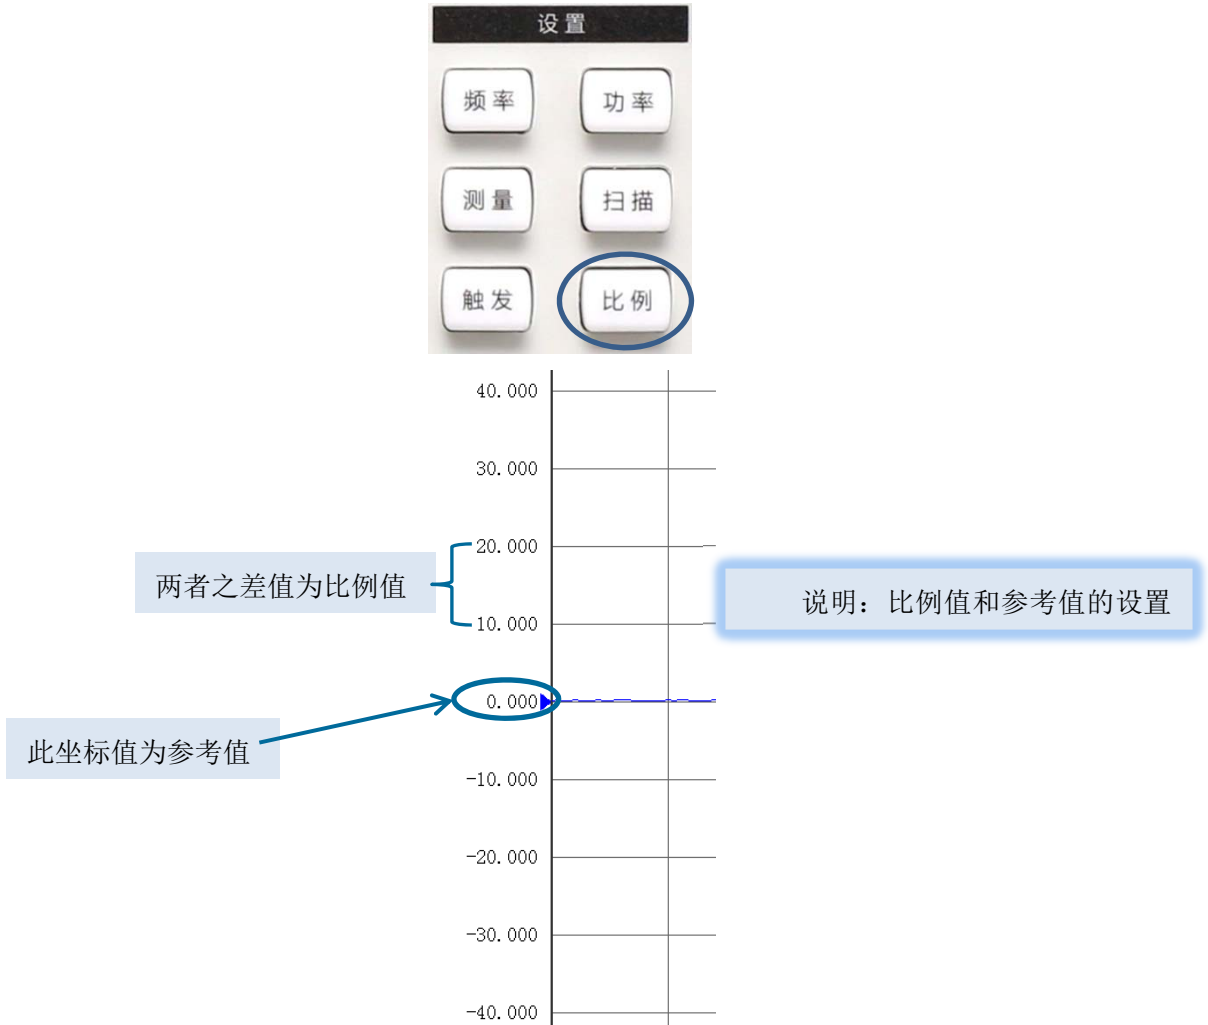 设置
频率 功率
测量 扫描
触发 比例
40.000
30.000
20.000
两者之差值为比例值
说明：比例值和参考值的设置
10.000
0.000
此坐标值为参考值
-10.000
-20.000
-30.000
-40.000